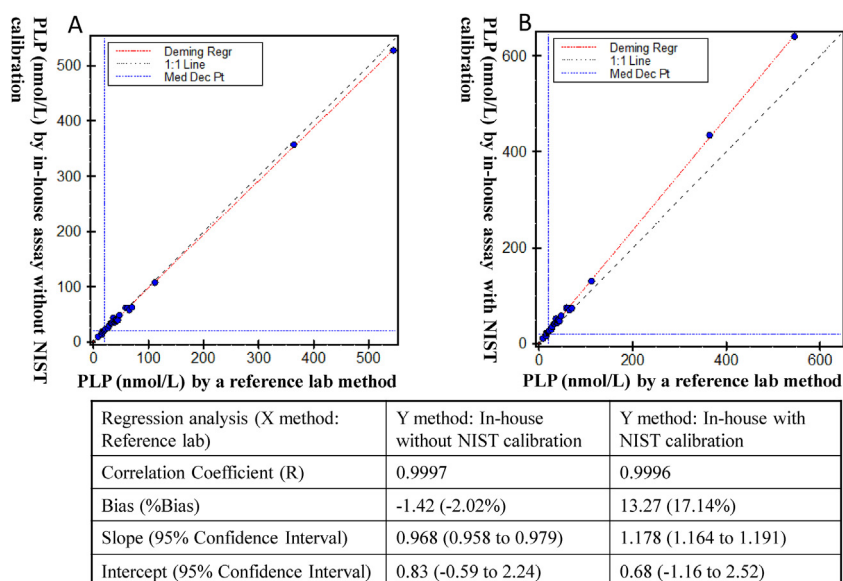 A
PLP (nmol/L) by in-house assay without NIST
calibration
Deming Regr
1:1 Line
Med Dec Pt
500
400
300
200
100
0
0 100 200 300 400 500
PLP (nmol/L) by a reference lab method
B
PLP (nmol/L) by in-house assay with NIST
calibration
Deming Regr
1:1 Line
Med Dec Pt
600
400
200
0
0 200 400 600
PLP (nmol/L) by a reference lab method
Regression analysis (X method:
Reference lab)
Y method: In-house
without NIST calibration
Y method: In-house with
NIST calibration
Correlation Coefficient (R) 0.9997 0.9996
Bias (%Bias) -1.42 (-2.02%) 13.27 (17.14%)
Slope (95% Confidence Interval) 0.968 (0.958 to 0.979) 1.178 (1.164 to 1.191)
Intercept (95% Confidence Interval) 0.83 (-0.59 to 2.24) 0.68 (-1.16 to 2.52)